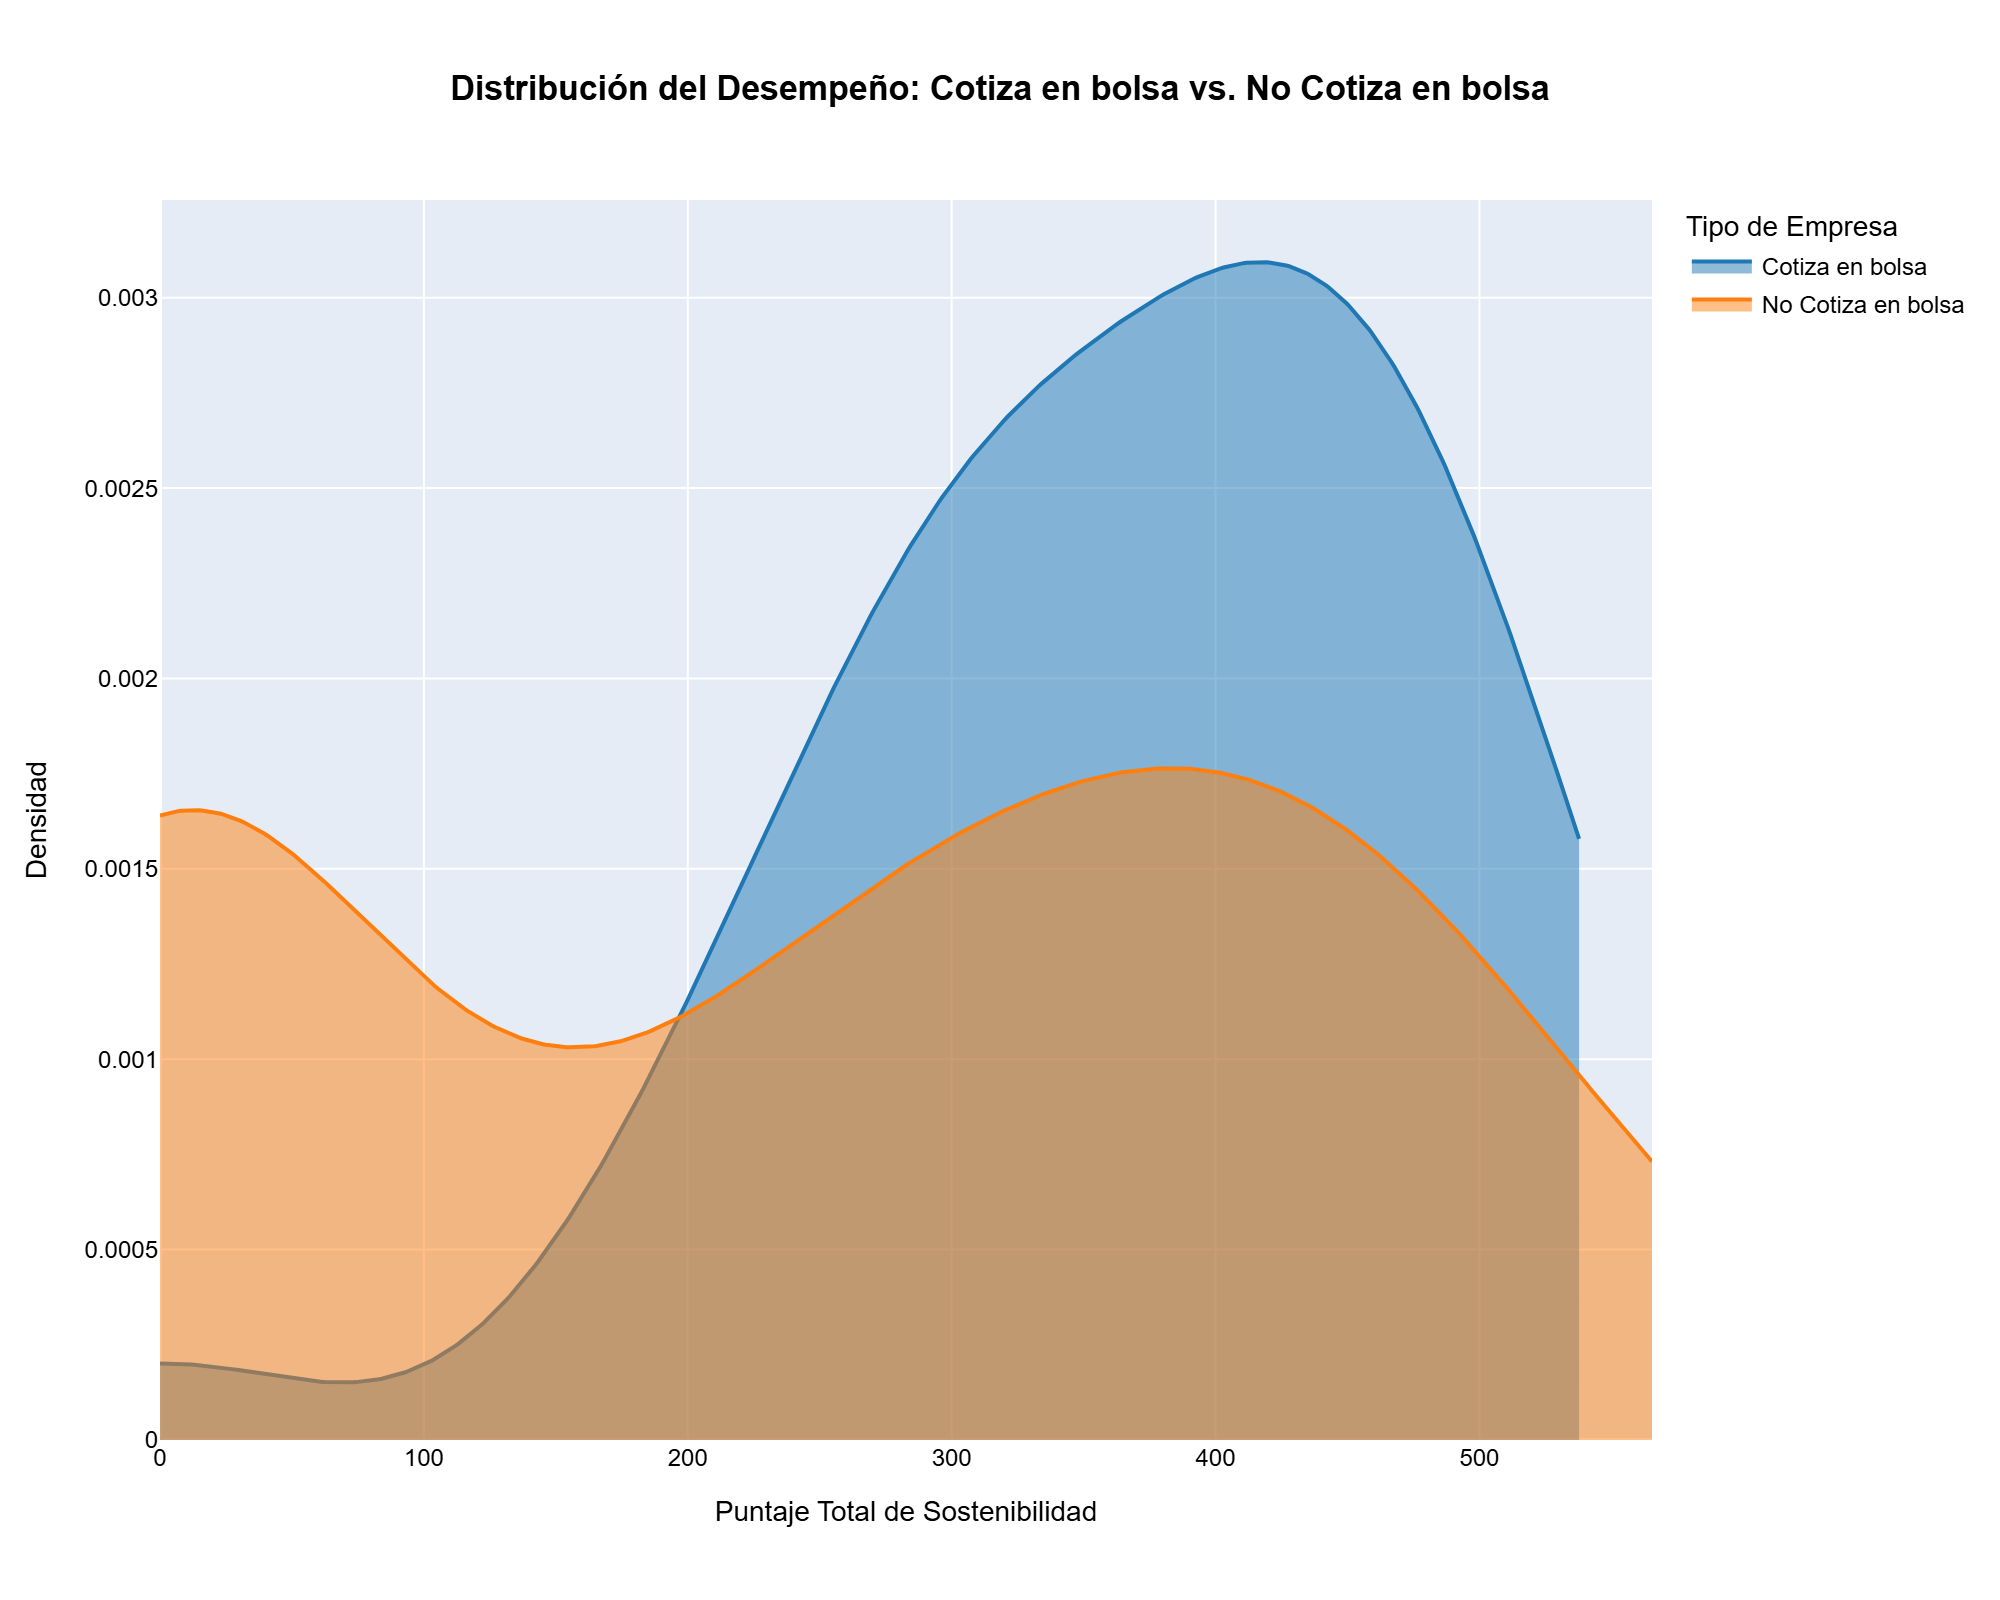 Distribución del Desempeño: Cotiza en bolsa vs. No Cotiza en bolsa
Tipo de Empresa
Cotiza en bolsa
No Cotiza en bolsa
Densidad
0.003
0.0025
0.002
0.0015
0.001
0.0005
0
0 100 200 300 400 500
Puntaje Total de Sostenibilidad